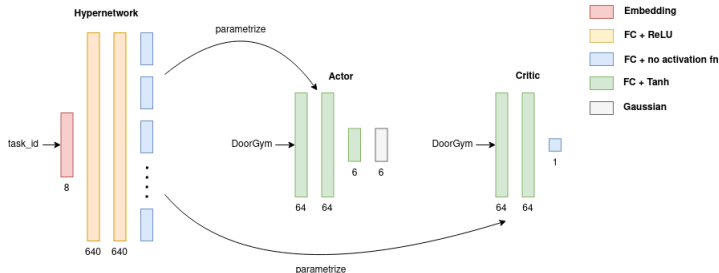 Hypernetwork
parametrize
Embedding
FC + ReLU
FC + no activation fn
FC + Tanh
Gaussian
Actor
Critic
task_id
DoorGym
DoorGym
8
640
640
64
64
6
6
64
64
1
parametrize